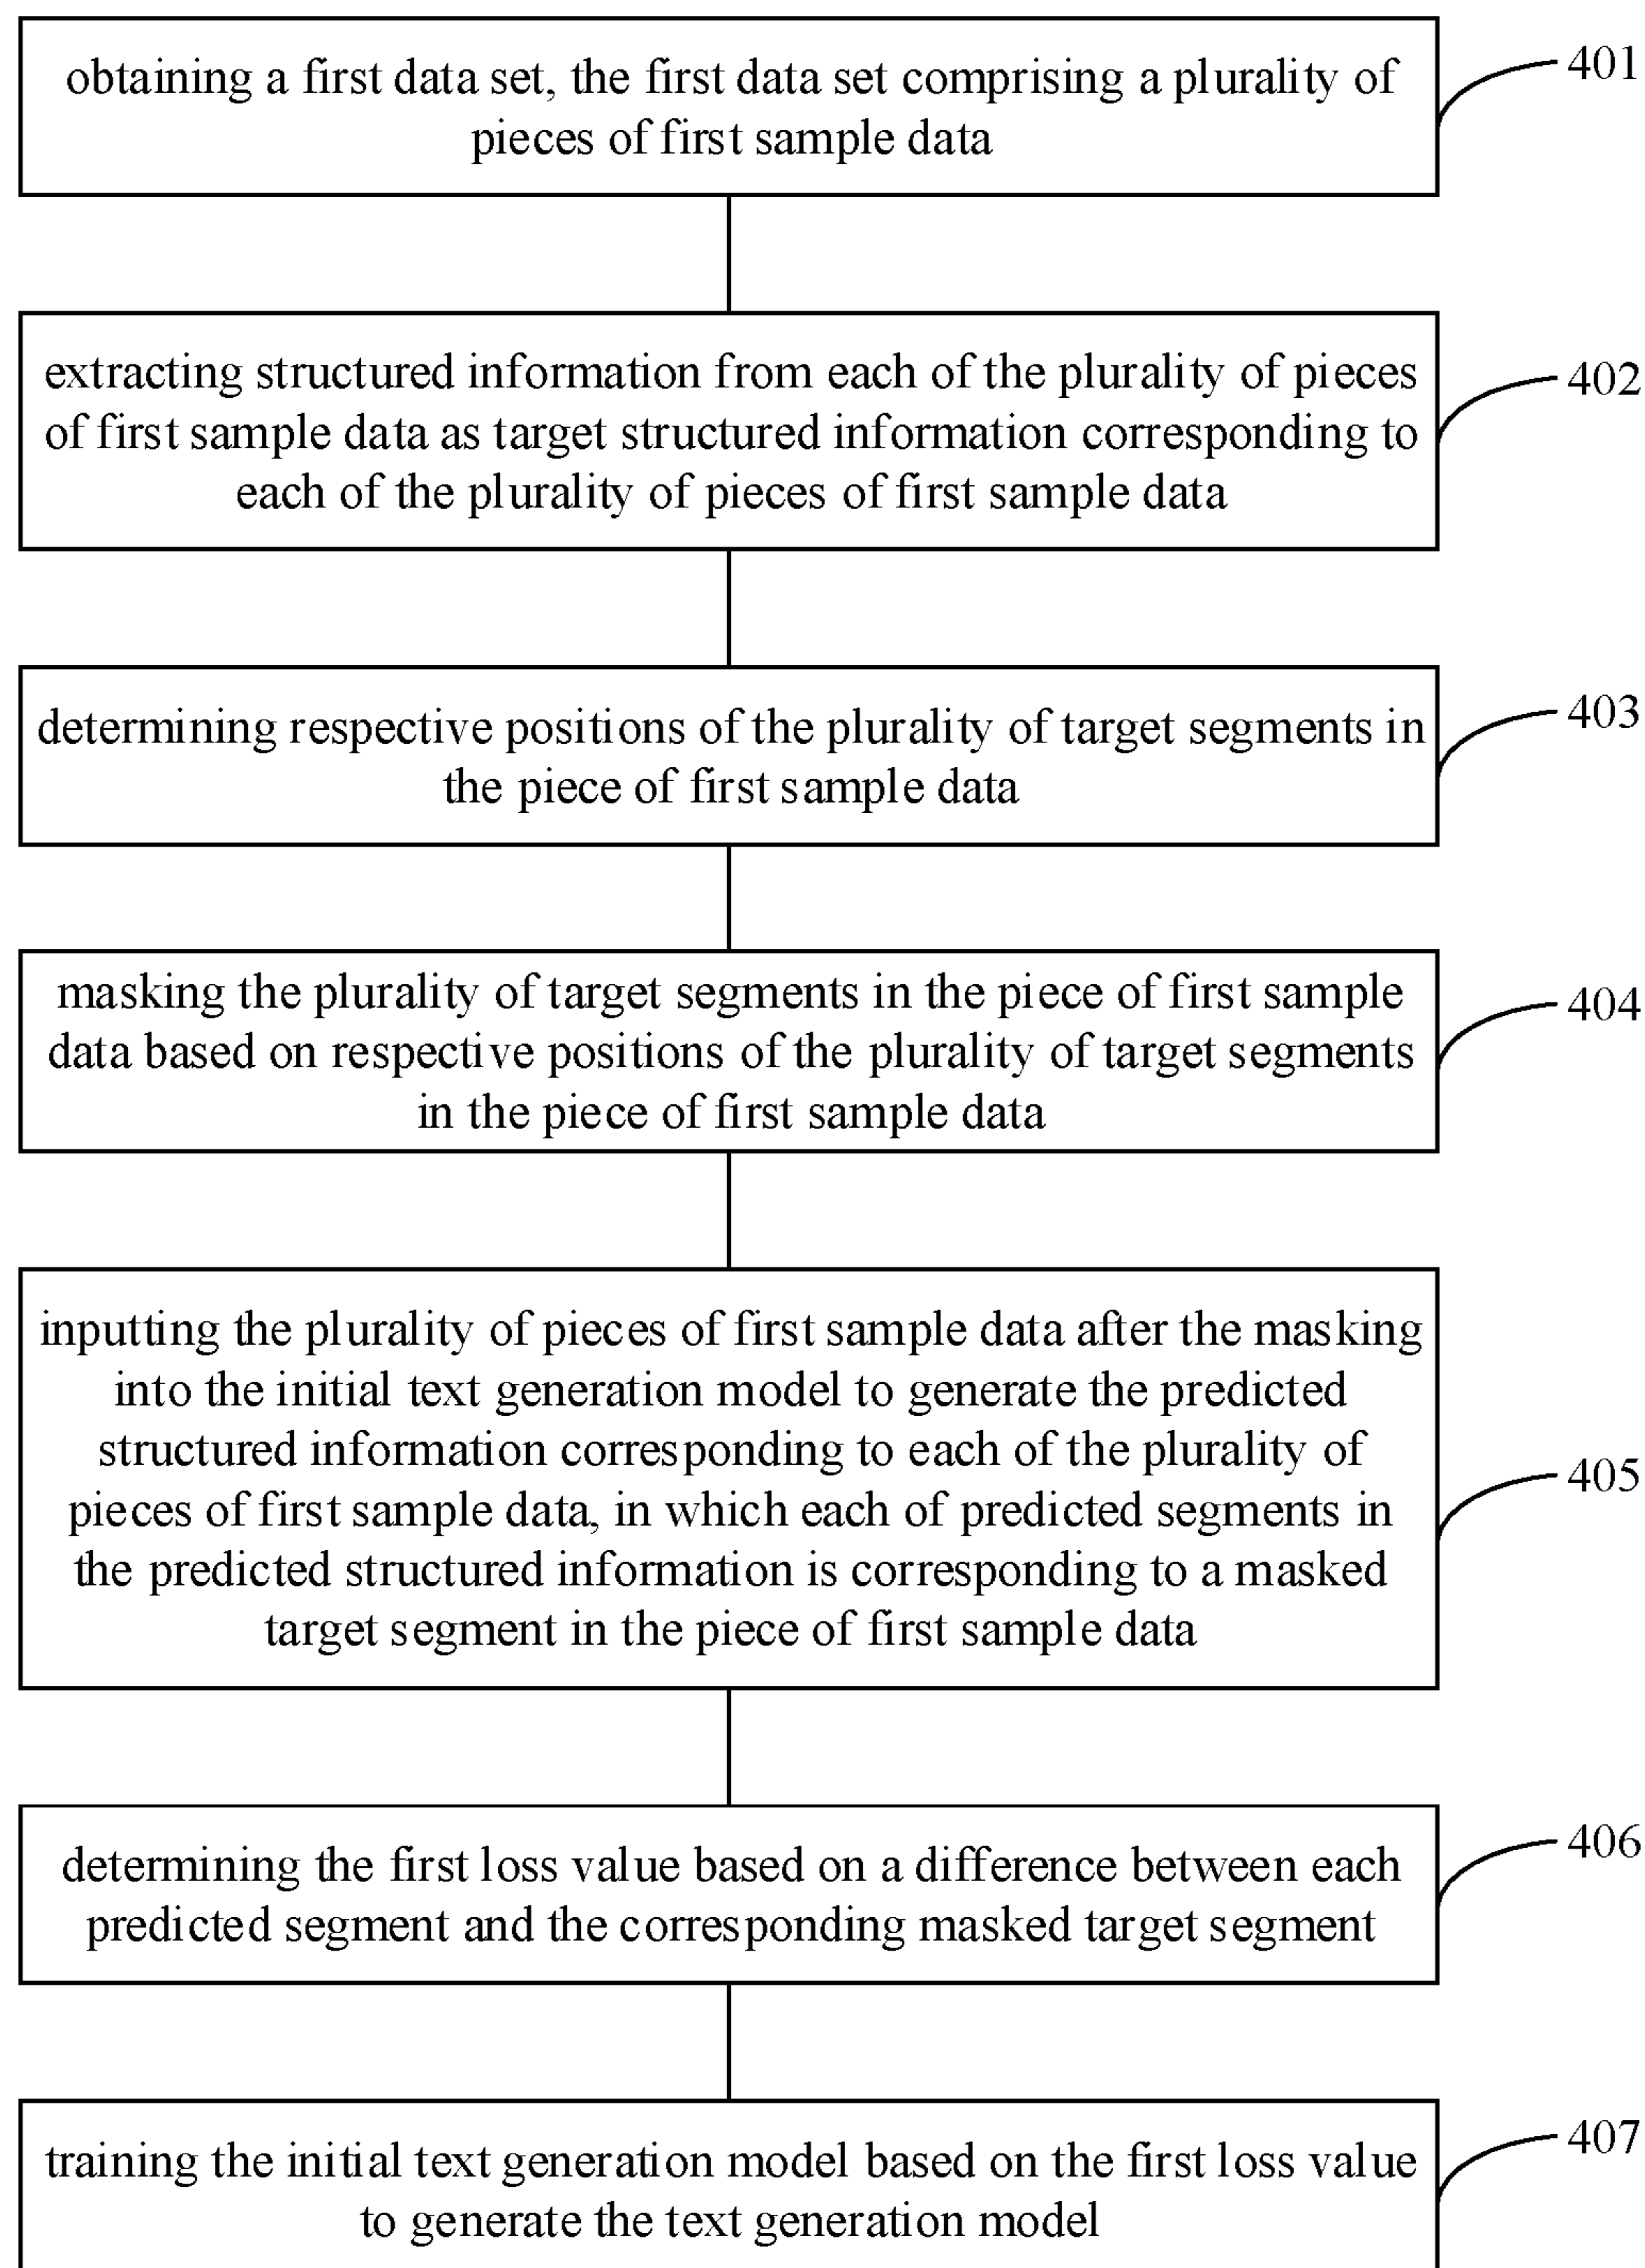 obtaining a first data set, the first data set comprising a plurality of
pieces of first sample data
401
extracting structured information from each of the plurality of pieces
of first sample data as target structured information corresponding to
each of the plurality of pieces of first sample data
402
determining respective positions of the plurality of target segments in
the piece of first sample data
403
masking the plurality of target segments in the piece of first sample
data based on respective positions of the plurality of target segments
in the piece of first sample data
404
inputting the plurality of pieces of first sample data after the masking
into the initial text generation model to generate the predicted
structured information corresponding to each of the plurality of
pieces of first sample data, in which each of predicted segments in
the predicted structured information is corresponding to a masked
target segment in the piece of first sample data
405
determining the first loss value based on a difference between each
predicted segment and the corresponding masked target segment
406
training the initial text generation model based on the first loss value
to generate the text generation model
407